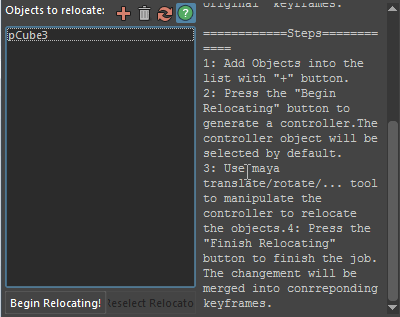 Objects to relocate:
pCube3
Begin Relocating!
Reselect Relocato
original keyframes.
============Steps===========
====
1: Add Objects into the
list with "+" button.
2: Press the "Begin
Relocating" button to
generate a controller.The
controller object will be
selected by default.
3: Use maya
translate/rotate/... tool
to manipulate the
controller to relocate
the objects.4: Press the
"Finish Relocating"
button to finish the job.
The changement will be
merged into conrreponding
keyframes.